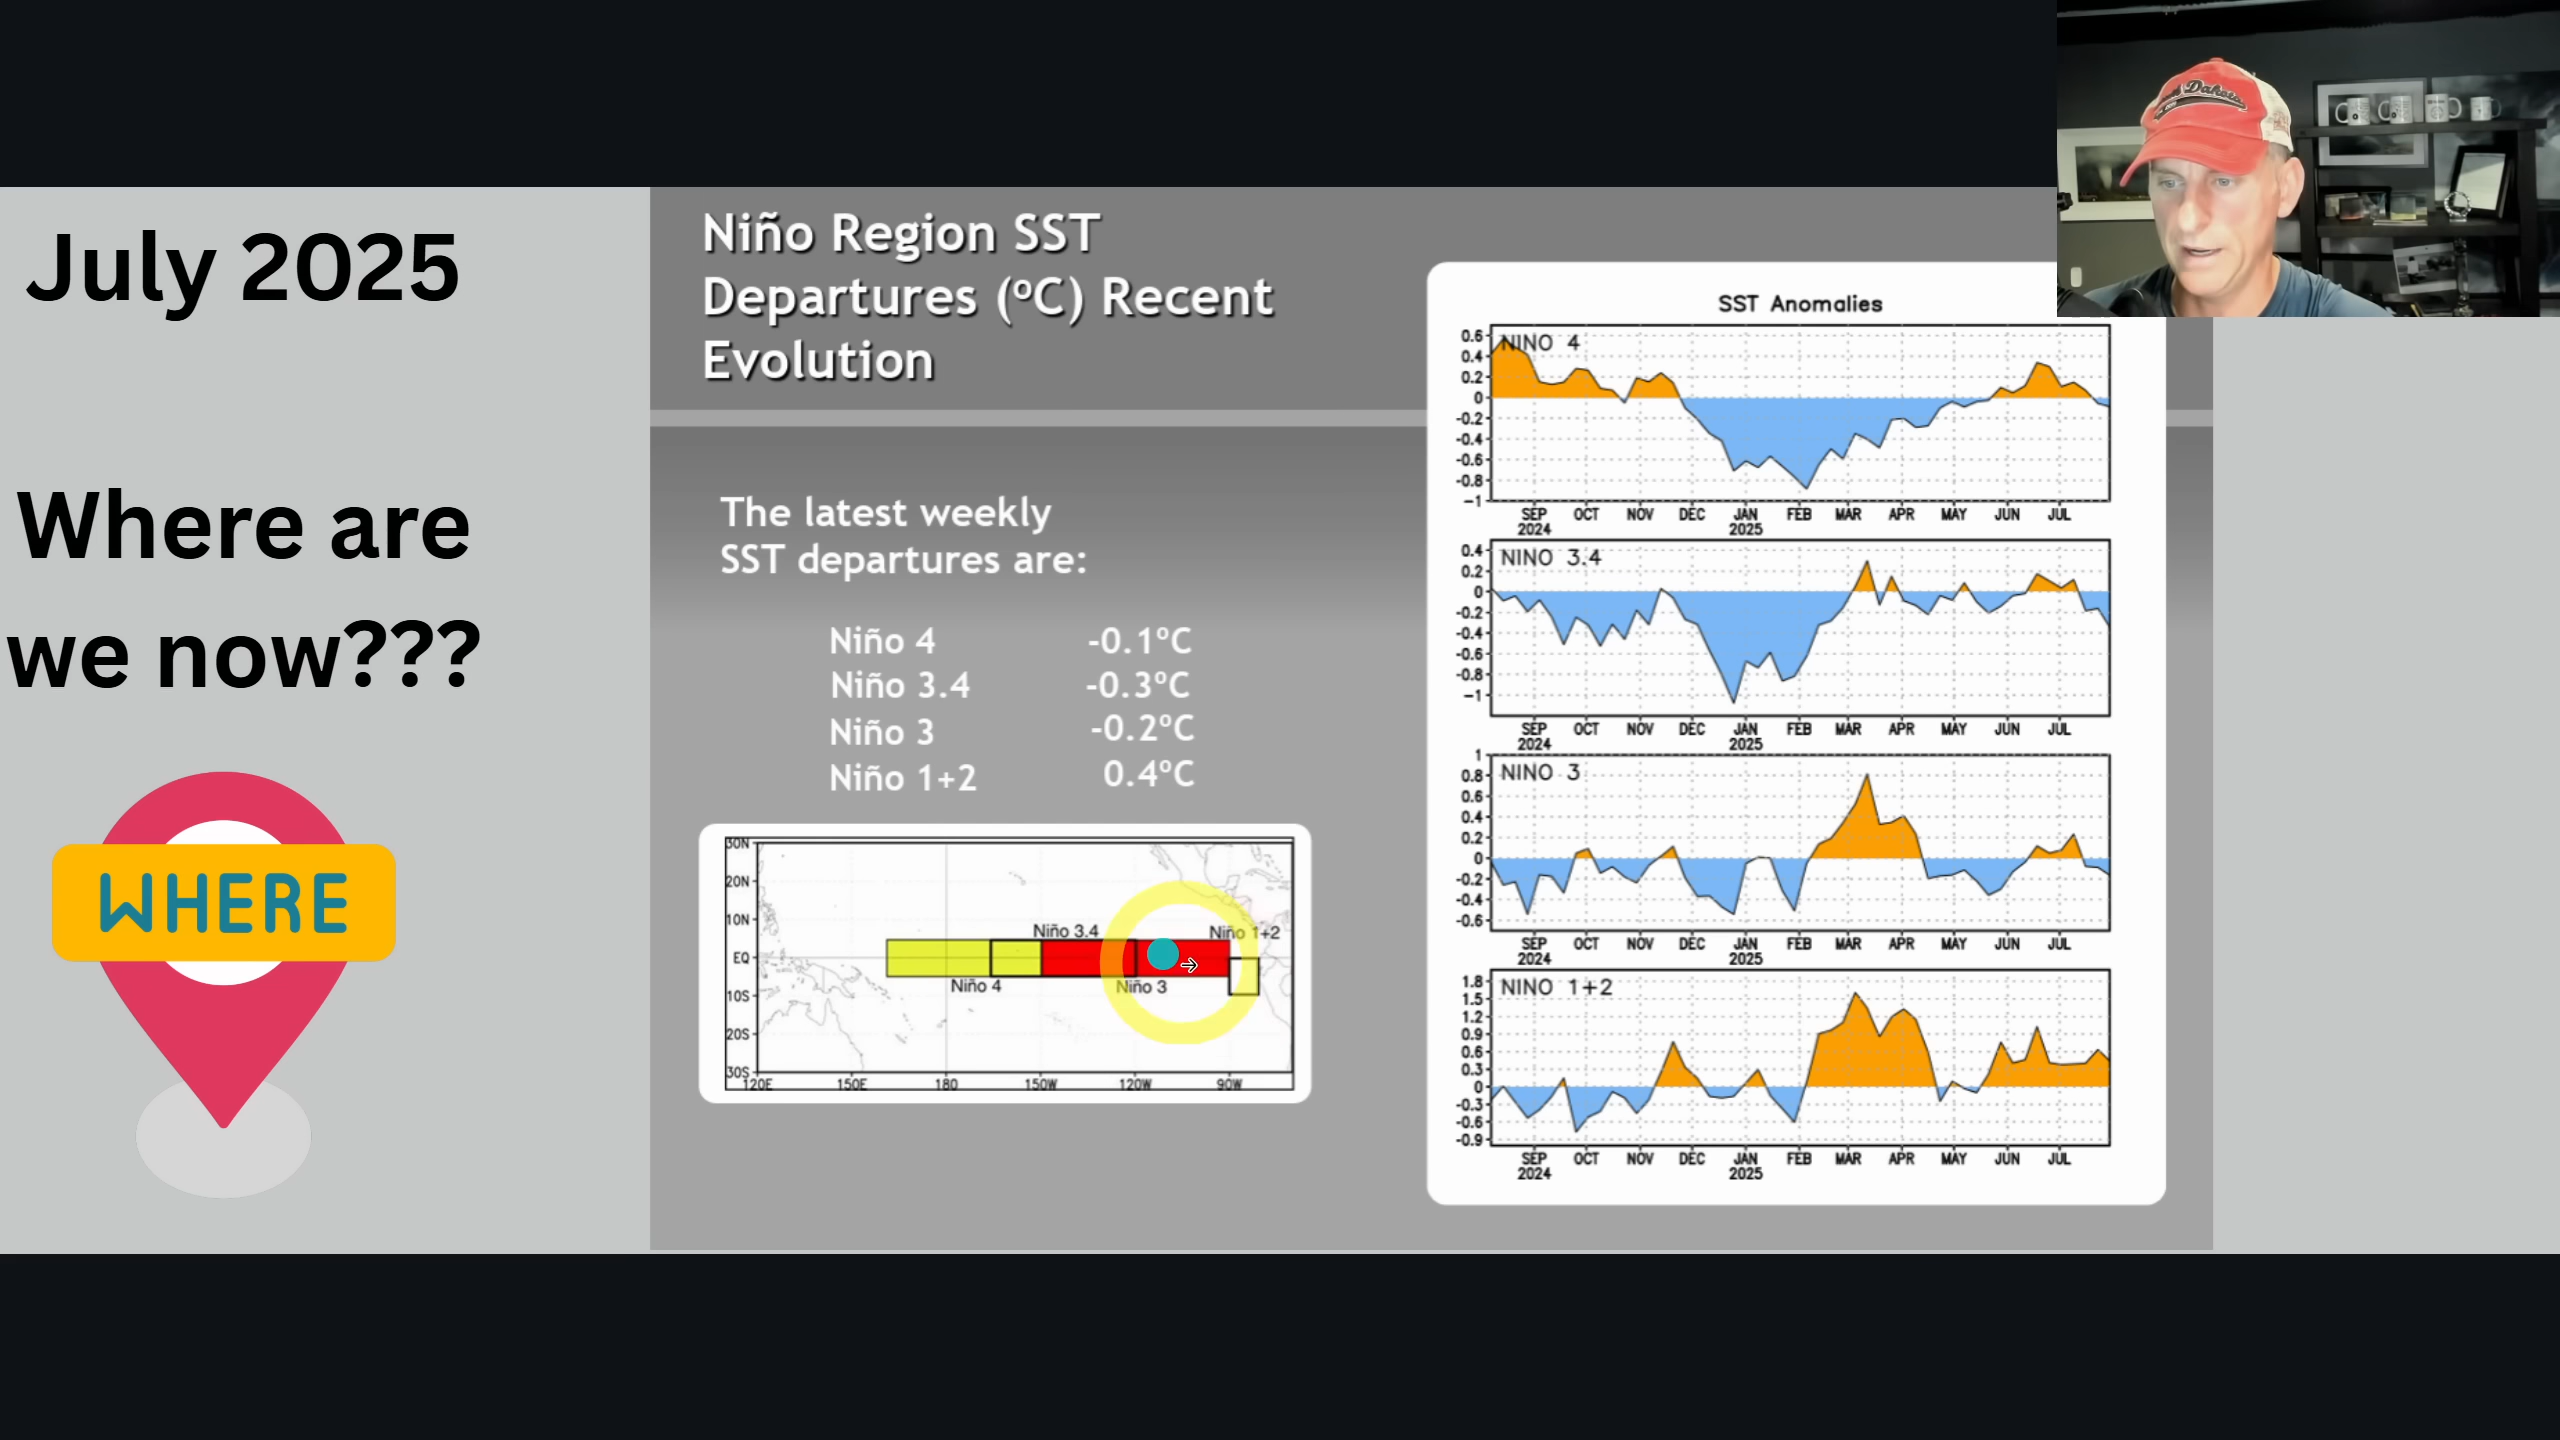 July 2025
Where are
we now???
WHERE
Niño Region SST
Departures (ºC) Recent
Evolution
The latest weekly
SST departures are:
Niño 4 -0.1ºC
Niño 3.4 -0.3ºC
Niño 3 -0.2ºC
Niño 1+2 0.4ºC
30N
20N
10N
EQ
10S
20S
30S
120E 150E 180 150W 120W 90W
Niño 3.4
Niño 1+2
Niño 4
Niño 3
SST Anomalies
NINO 4
0.6
0.4
0.2
0
-0.2
-0.4
-0.6
-0.8
-1
SEP OCT NOV DEC JAN FEB MAR APR MAY JUN JUL
2024 2025
NINO 3.4
0.4
0.2
0
-0.2
-0.4
-0.6
-0.8
-1
SEP OCT NOV DEC JAN FEB MAR APR MAY JUN JUL
2024 2025
NINO 3
1
0.8
0.6
0.4
0.2
0
-0.2
-0.4
-0.6
SEP OCT NOV DEC JAN FEB MAR APR MAY JUN JUL
2024 2025
NINO 1+2
1.8
1.5
1.2
0.9
0.6
0.3
0
-0.3
-0.6
-0.9
SEP OCT NOV DEC JAN FEB MAR APR MAY JUN JUL
2024 2025